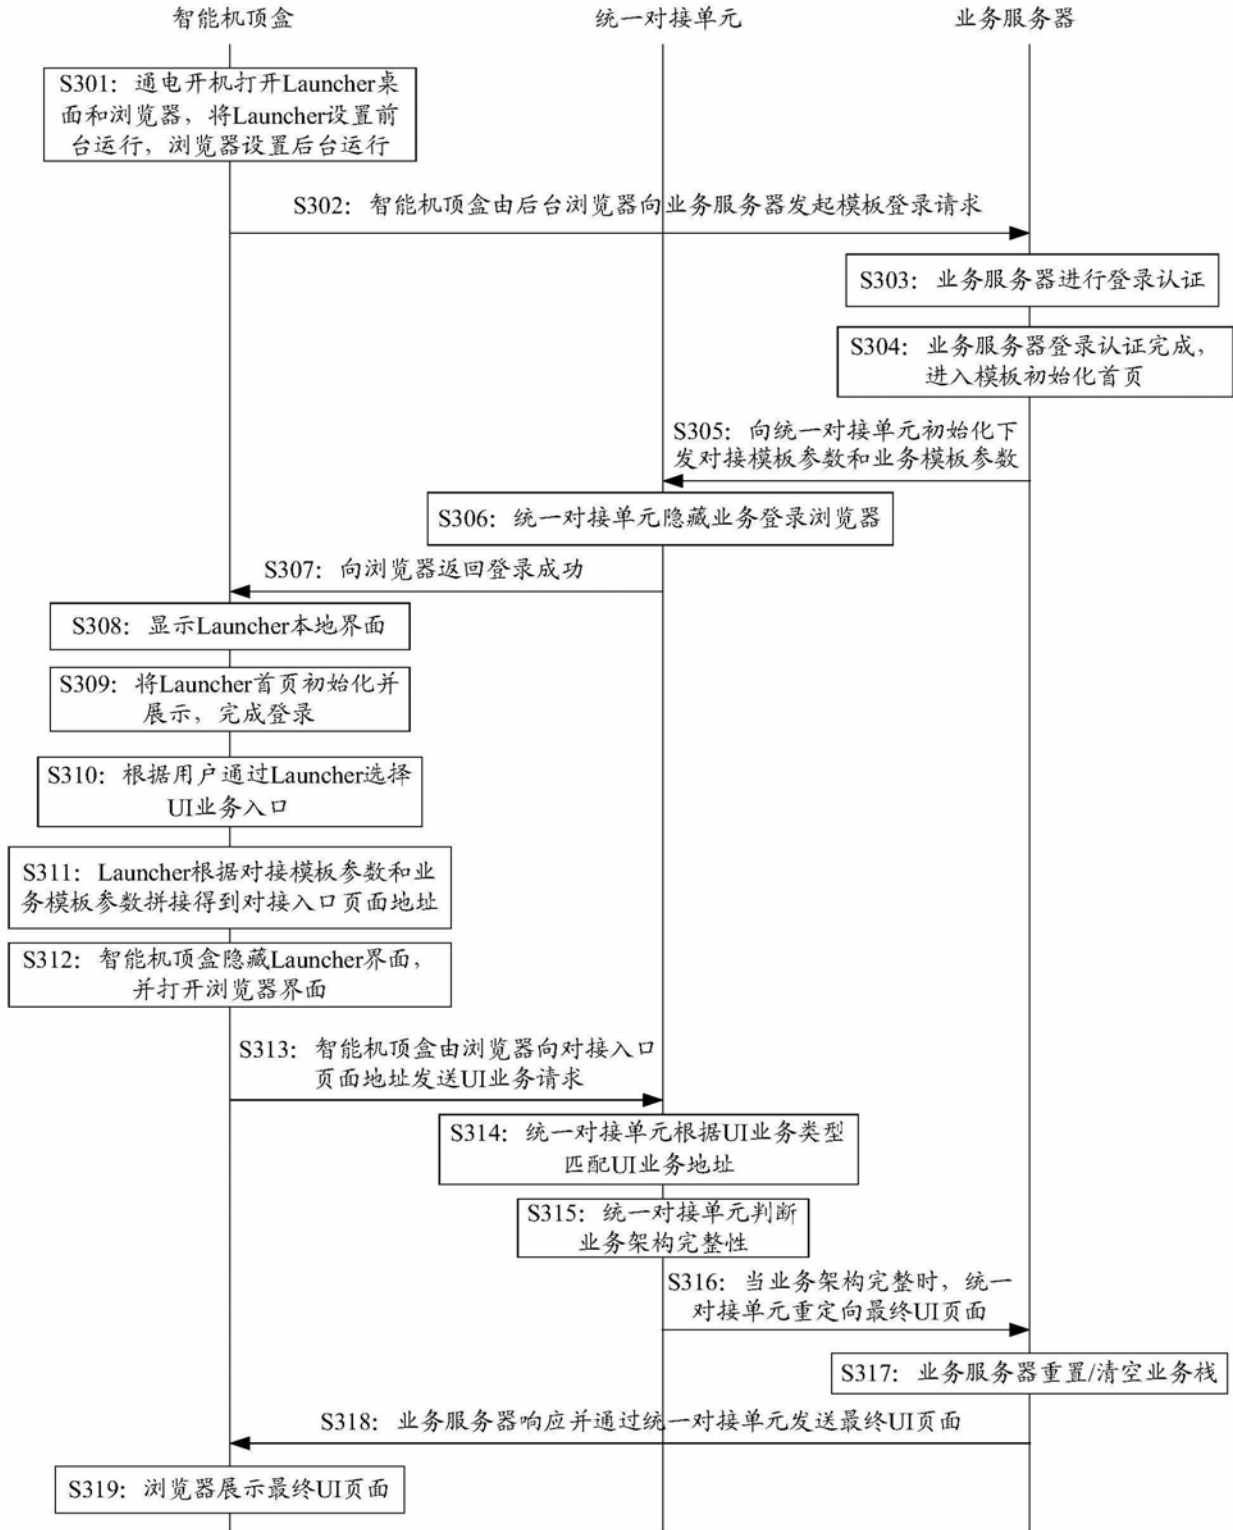 智能机顶盒
统一对接单元
业务服务器
S301：通电开机打开Launcher桌
面和浏览器，将Launcher设置前
台运行，浏览器设置后台运行
S302：智能机顶盒由后台浏览器向业务服务器发起模板登录请求
S303：业务服务器进行登录认证
S304：业务服务器登录认证完成，
进入模板初始化首页
S305：向统一对接单元初始化下
发对接模板参数和业务模板参数
S306：统一对接单元隐藏业务登录浏览器
S307：向浏览器返回登录成功
S308：显示Launcher本地界面
S309：将Launcher首页初始化并
展示，完成登录
S310：根据用户通过Launcher选择
UI业务入口
S311：Launcher根据对接模板参数和业
务模板参数拼接得到对接入口页面地址
S312：智能机顶盒隐藏Launcher界面，
并打开浏览器界面
S313：智能机顶盒由浏览器向对接入口
页面地址发送UI业务请求
S314：统一对接单元根据UI业务类型
匹配UI业务地址
S315：统一对接单元判断
业务架构完整性
S316：当业务架构完整时，统一
对接单元重定向最终UI页面
S317：业务服务器重置/清空业务栈
S318：业务服务器响应并通过统一对接单元发送最终UI页面
S319：浏览器展示最终UI页面